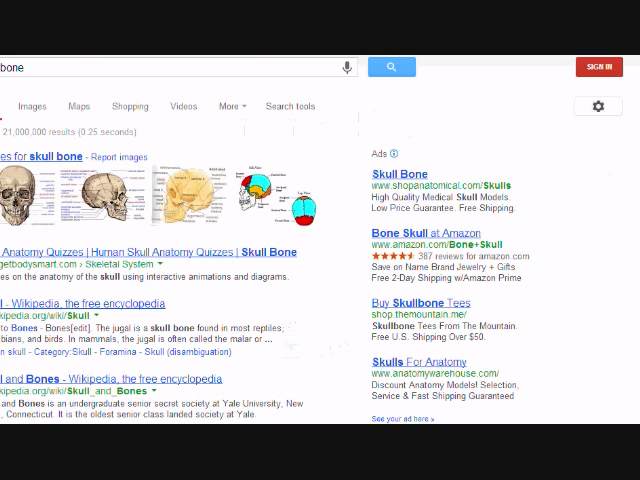 bone
SIGN IN
Images Maps Shopping Videos More Search tools
21,000,000 results (0.25 seconds)
es for skull bone - Report images
Anatomy Quizzes | Human Skull Anatomy Quizzes | Skull Bone
getbodysmart.com › Skeletal System
es on the anatomy of the skull using interactive animations and diagrams.
l - Wikipedia, the free encyclopedia
kipedia.org/wiki/Skull
to Bones - Bones[edit]. The jugal is a skull bone found in most reptiles,
bians, and birds. In mammals, the jugal is often called the malar or ...
n skull - Category:Skull - Foramina - Skull (disambiguation)
l and Bones - Wikipedia, the free encyclopedia
kipedia.org/wiki/Skull_and_Bones
and Bones is an undergraduate senior secret society at Yale University, New
, Connecticut. It is the oldest senior class landed society at Yale.
Ads
Skull Bone
www.shopanatomical.com/Skulls
High Quality Medical Skull Models.
Low Price Guarantee. Free Shipping.
Bone Skull at Amazon
www.amazon.com/Bone+Skull
387 reviews for amazon.com
Save on Name Brand Jewelry + Gifts
Free 2-Day Shipping w/Amazon Prime
Buy Skullbone Tees
shop.themountain.me/
Skullbone Tees From The Mountain.
Free U.S. Shipping Over $50.
Skulls For Anatomy
www.anatomywarehouse.com/
Discount Anatomy Models! Selection,
Service & Fast Shipping Guaranteed
See your ad here »